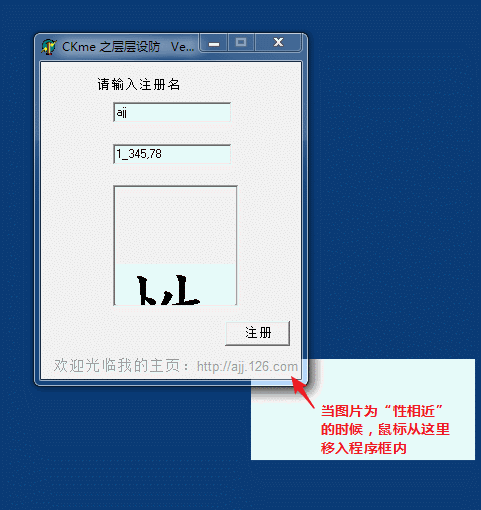 CKme 之层层设防 Ve...
请输入注册名
ajj
1_345,78
注册
欢迎光临我的主页：http://ajj.126.com
当图片为“性相近”
的时候，鼠标从这里
移入程序框内